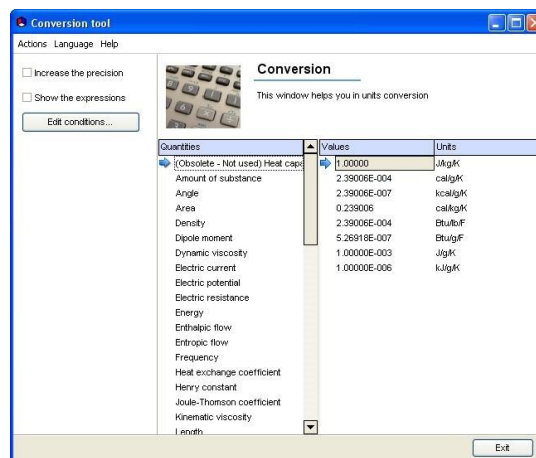 Conversion tool
Actions Language Help
Increase the precision
Show the expressions
Edit conditions...
Conversion
This window helps you in units conversion
Quantities
(Obsolete - Not used) Heat capa
Amount of substance
Angle
Area
Density
Dipole moment
Dynamic viscosity
Electric current
Electric potential
Electric resistance
Energy
Enthalpic flow
Entropic flow
Frequency
Heat exchange coefficient
Henry constant
Joule-Thomson coefficient
Kinematic viscosity
Length
Values Units
1.00000 J/kg/K
2.39006E-004 cal/g/K
2.39006E-007 kcal/g/K
0.239006 cal/kg/K
2.39006E-004 Btu/lb/F
5.26918E-007 Btu/g/F
1.00000E-003 J/g/K
1.00000E-006 kJ/g/K
Exit